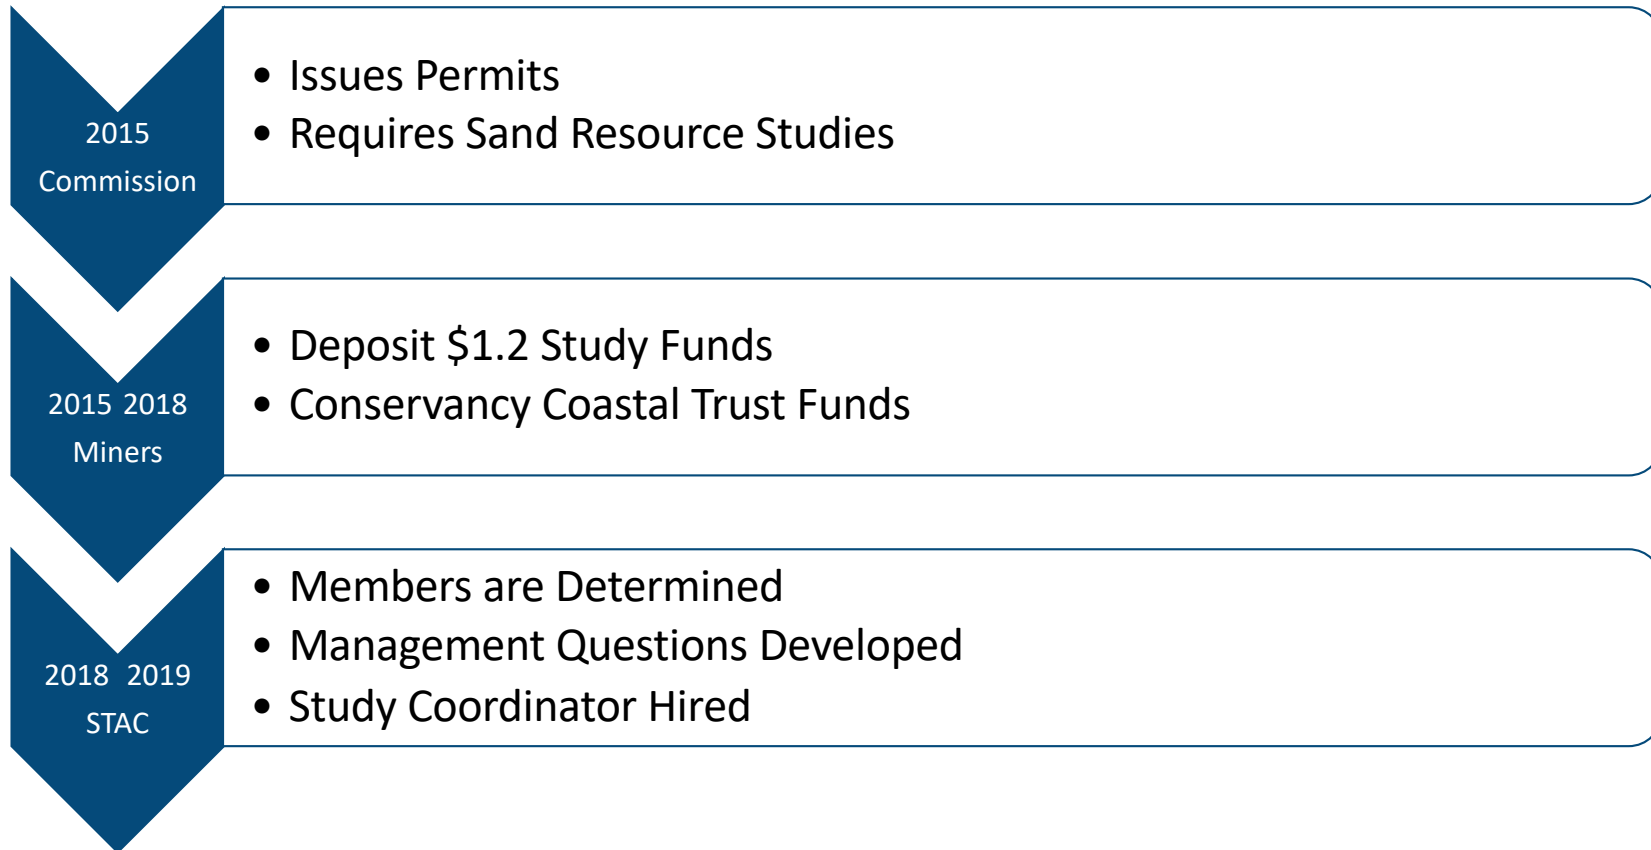 2015
Commission
• Issues Permits
• Requires Sand Resource Studies
2015 2018
Miners
• Deposit $1.2 Study Funds
• Conservancy Coastal Trust Funds
2018 2019
STAC
• Members are Determined
• Management Questions Developed
• Study Coordinator Hired